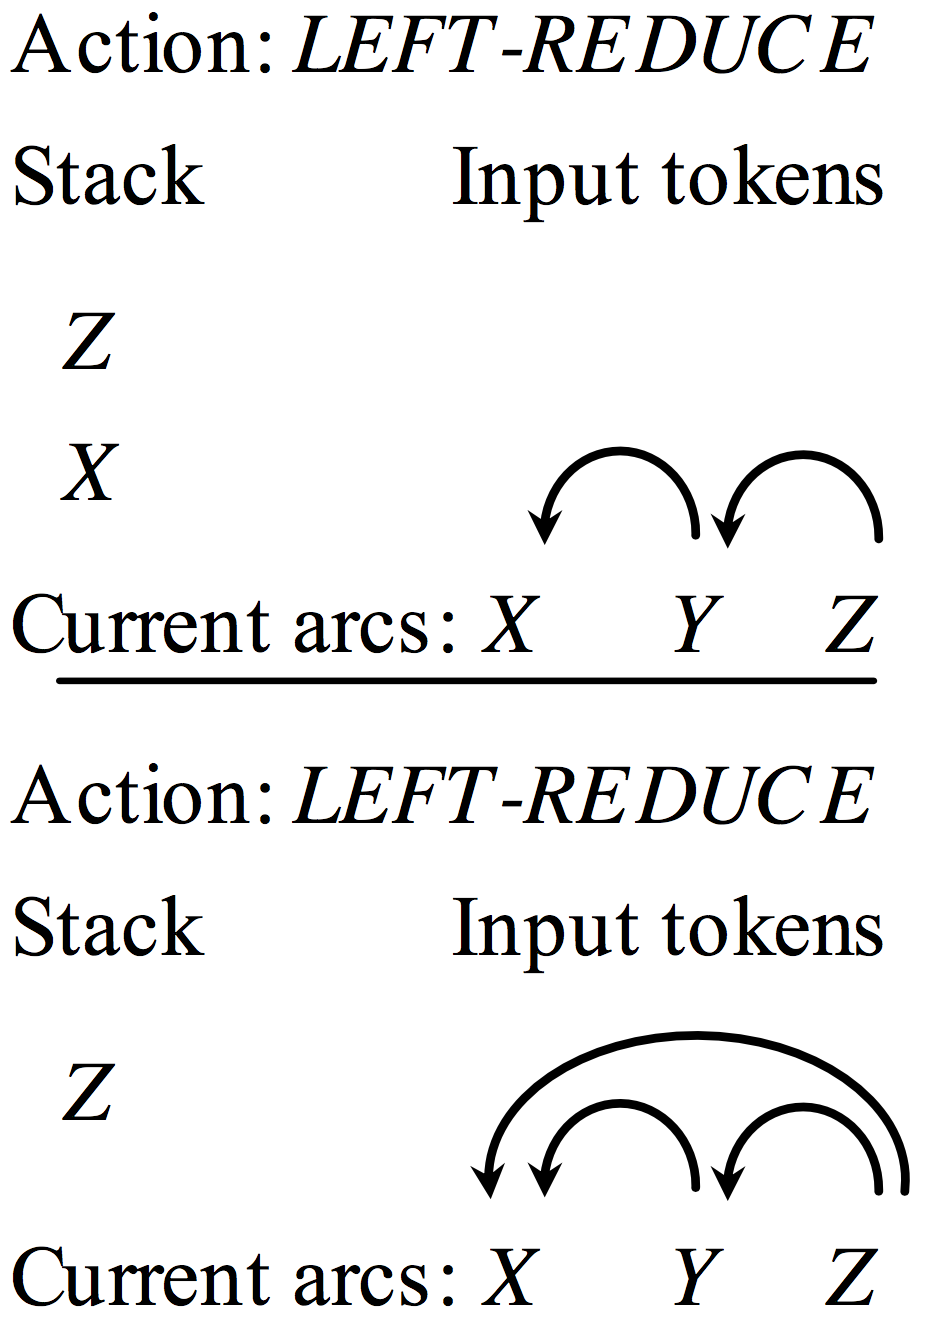 Action: LEFT-REDUCE
Stack Input tokens
Z
X
Current arcs: X Y Z
Action: LEFT-REDUCE
Stack Input tokens
Z
Current arcs: X Y Z